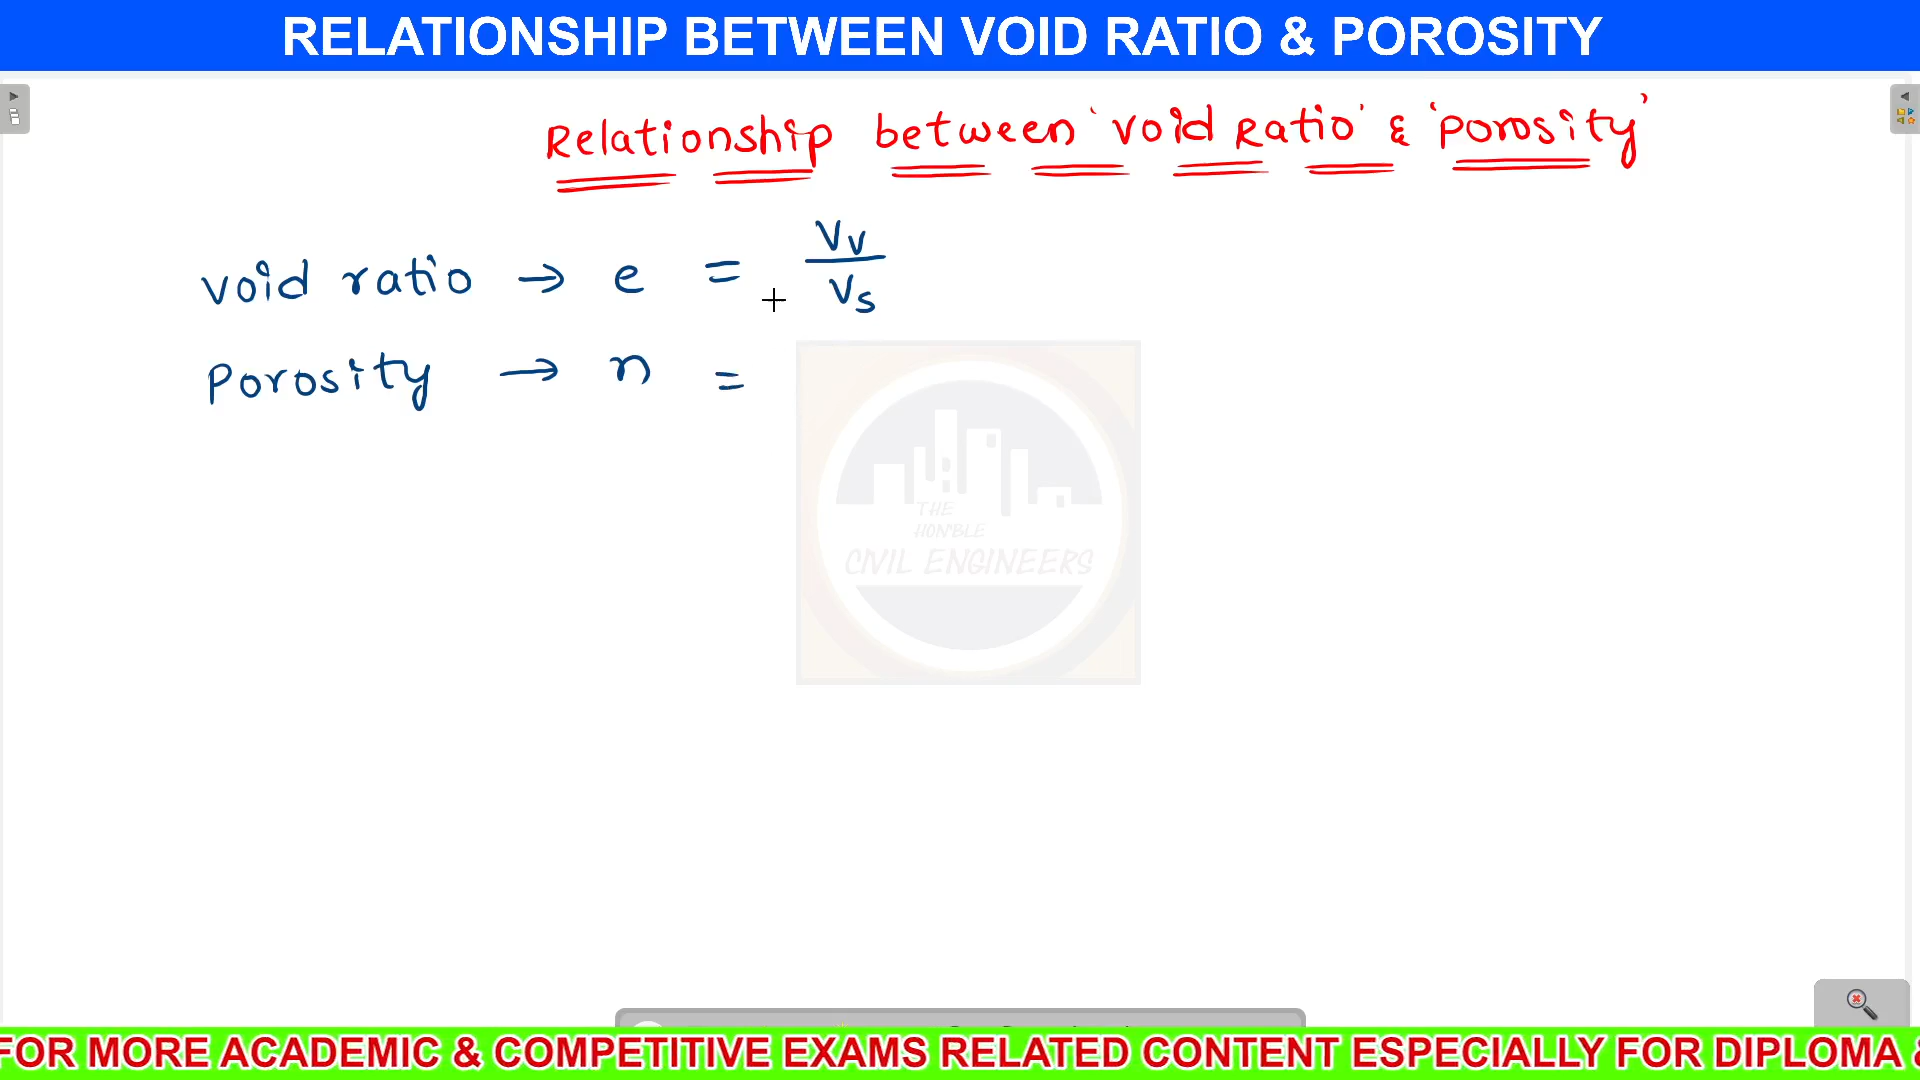 RELATIONSHIP BETWEEN VOID RATIO & POROSITY
Relationship between 'void Ratio' & 'Porosity'
void ratio → e = Vv/Vs
Porosity → n =
THE
HON'BLE
CIVIL ENGINEERS
FOR MORE ACADEMIC & COMPETITIVE EXAMS RELATED CONTENT ESPECIALLY FOR DIPLOMA &